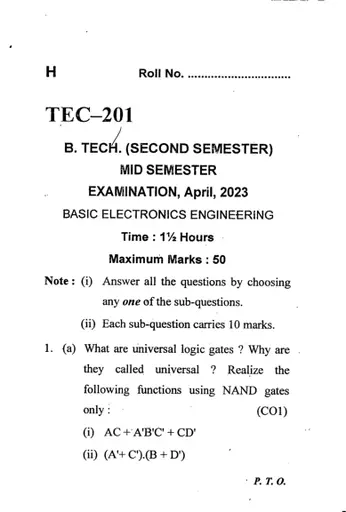 H Roll No. ...............................
TEC–201
B. TECH. (SECOND SEMESTER)
MID SEMESTER
EXAMINATION, April, 2023
BASIC ELECTRONICS ENGINEERING
Time : 1½ Hours
Maximum Marks : 50
Note : (i) Answer all the questions by choosing
any one of the sub-questions.
(ii) Each sub-question carries 10 marks.
1. (a) What are universal logic gates ? Why are
they called universal ? Realize the
following functions using NAND gates
only : (CO1)
(i) AC + A'B'C' + CD'
(ii) (A'+ C').(B + D')
P. T. O.